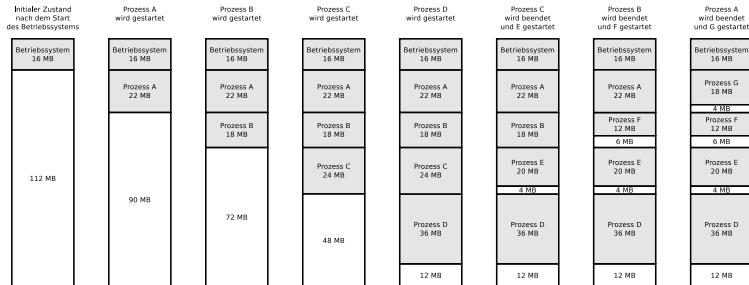 Initialer Zustand
nach dem Start
des Betriebssystems
Betriebssystem
16 MB
112 MB
Prozess A
wird gestartet
Betriebssystem
16 MB
Prozess A
22 MB
90 MB
Prozess B
wird gestartet
Betriebssystem
16 MB
Prozess A
22 MB
Prozess B
18 MB
72 MB
Prozess C
wird gestartet
Betriebssystem
16 MB
Prozess A
22 MB
Prozess B
18 MB
Prozess C
24 MB
48 MB
Prozess D
wird gestartet
Betriebssystem
16 MB
Prozess A
22 MB
Prozess B
18 MB
Prozess C
24 MB
Prozess D
36 MB
12 MB
Prozess C
wird beendet
und E gestartet
Betriebssystem
16 MB
Prozess A
22 MB
Prozess B
18 MB
Prozess E
20 MB
4 MB
Prozess D
36 MB
12 MB
Prozess B
wird beendet
und F gestartet
Betriebssystem
16 MB
Prozess A
22 MB
Prozess F
12 MB
6 MB
Prozess E
20 MB
4 MB
Prozess D
36 MB
12 MB
Prozess A
wird beendet
und G gestartet
Betriebssystem
16 MB
Prozess G
18 MB
4 MB
Prozess F
12 MB
6 MB
Prozess E
20 MB
4 MB
Prozess D
36 MB
12 MB